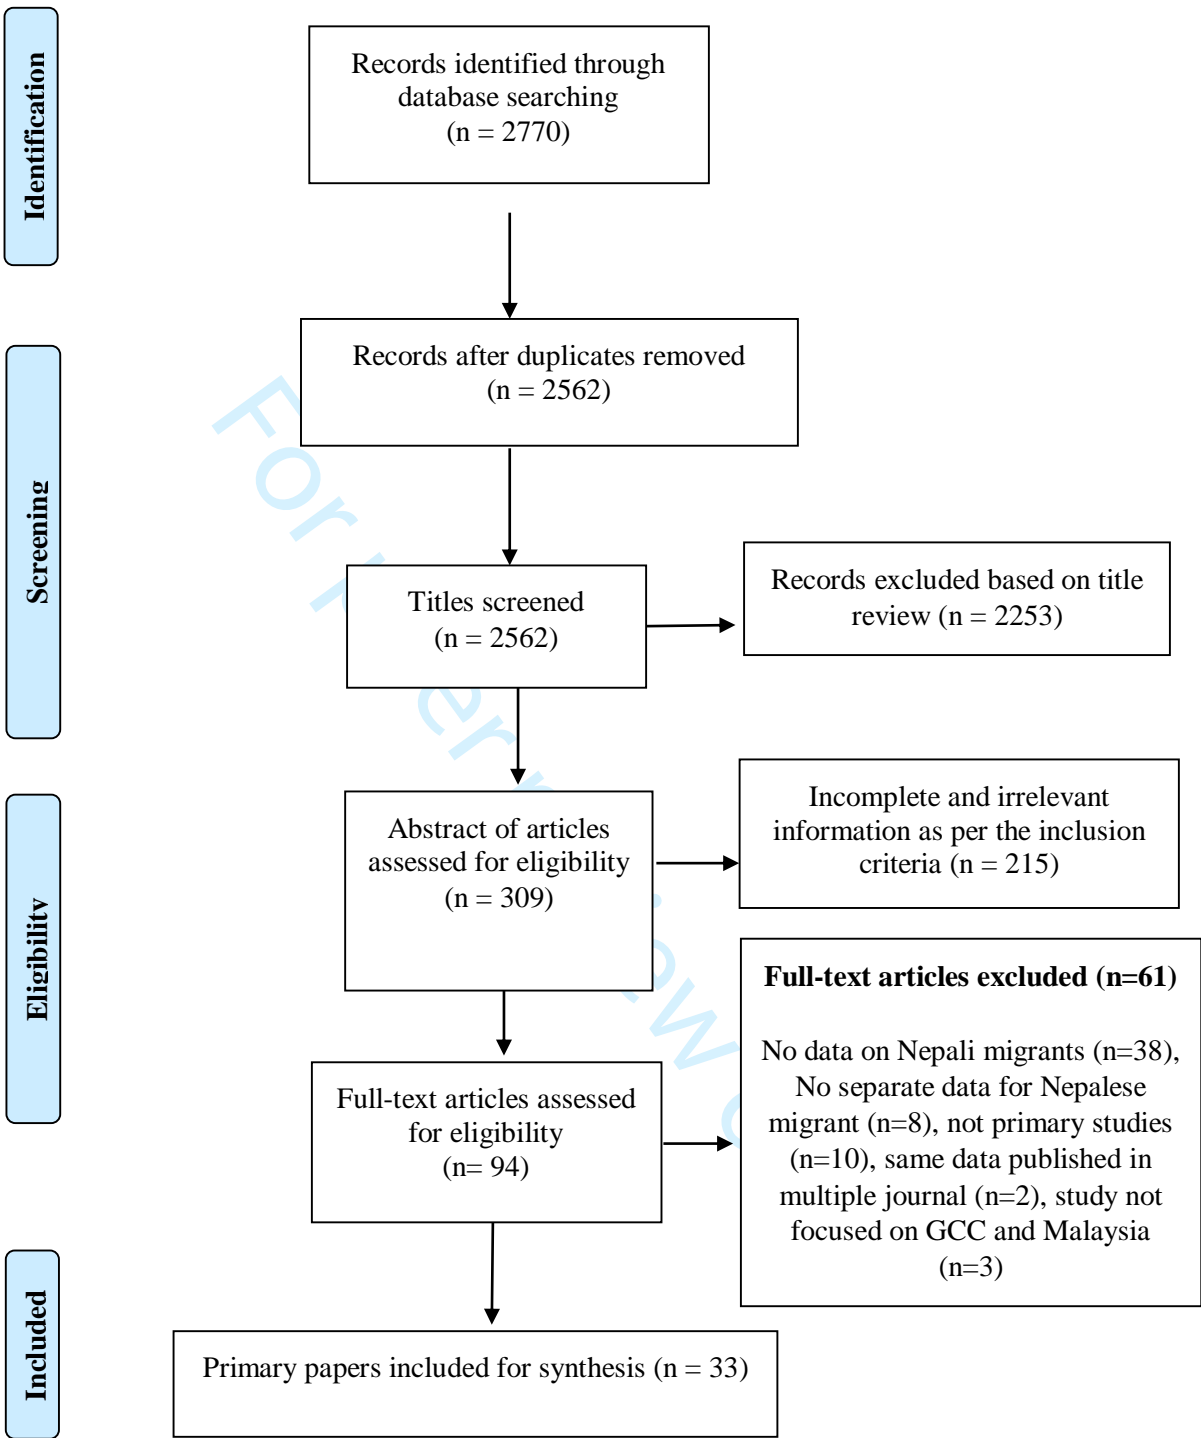 Identification
Records identified through
database searching
(n = 2770)
Screening
Records after duplicates removed
(n = 2562)
Titles screened
(n = 2562)
Records excluded based on title
review (n = 2253)
Eligibility
Abstract of articles
assessed for eligibility
(n = 309)
Incomplete and irrelevant
information as per the inclusion
criteria (n = 215)
Full-text articles assessed
for eligibility
(n= 94)
Full-text articles excluded (n=61)
No data on Nepali migrants (n=38),
No separate data for Nepalese
migrant (n=8), not primary studies
(n=10), same data published in
multiple journal (n=2), study not
focused on GCC and Malaysia
(n=3)
Included
Primary papers included for synthesis (n = 33)
For